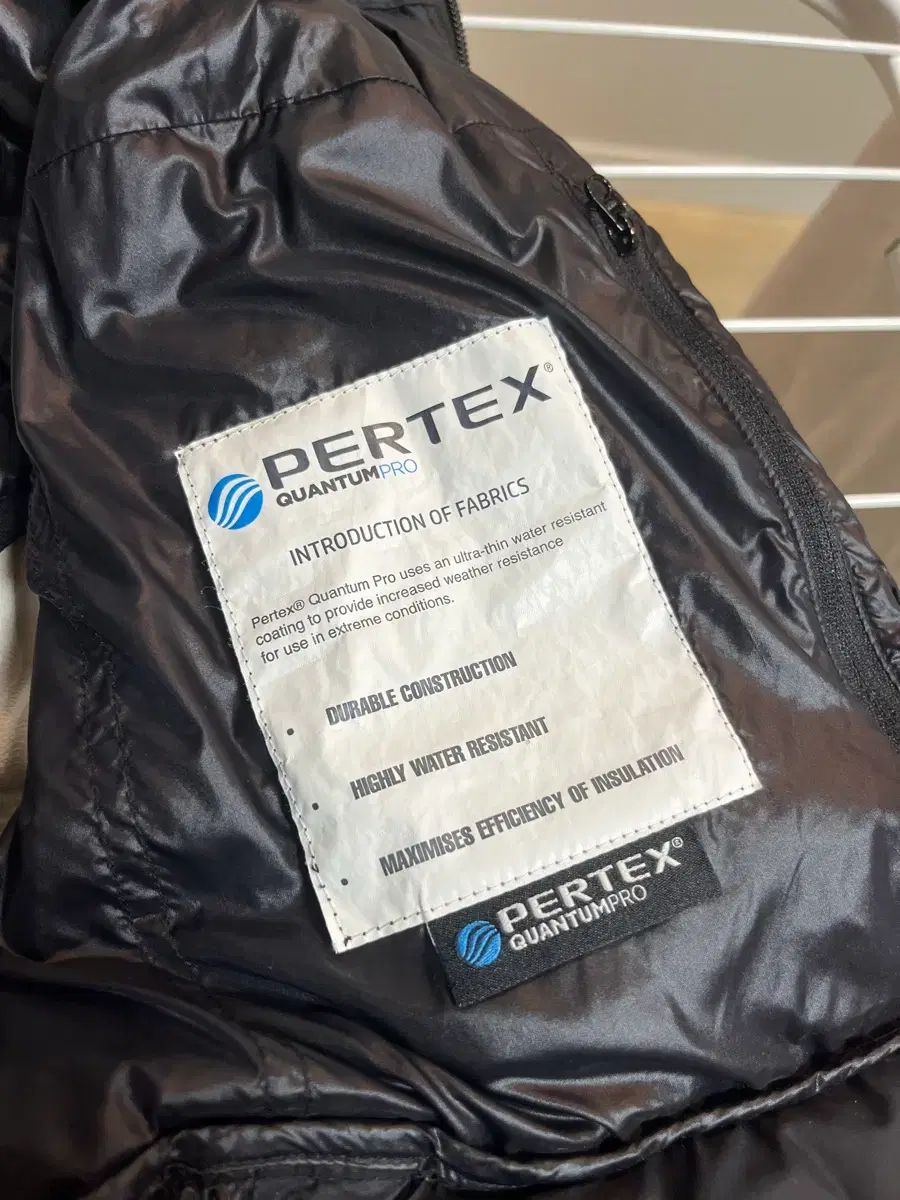 PERTEX®
QUANTUMPRO
INTRODUCTION OF FABRICS
Pertex® Quantum Pro uses an ultra-thin water resistant
coating to provide increased weather resistance
for use in extreme conditions.
• DURABLE CONSTRUCTION
• HIGHLY WATER RESISTANT
• MAXIMISES EFFICIENCY OF INSULATION
PERTEX®
QUANTUMPRO